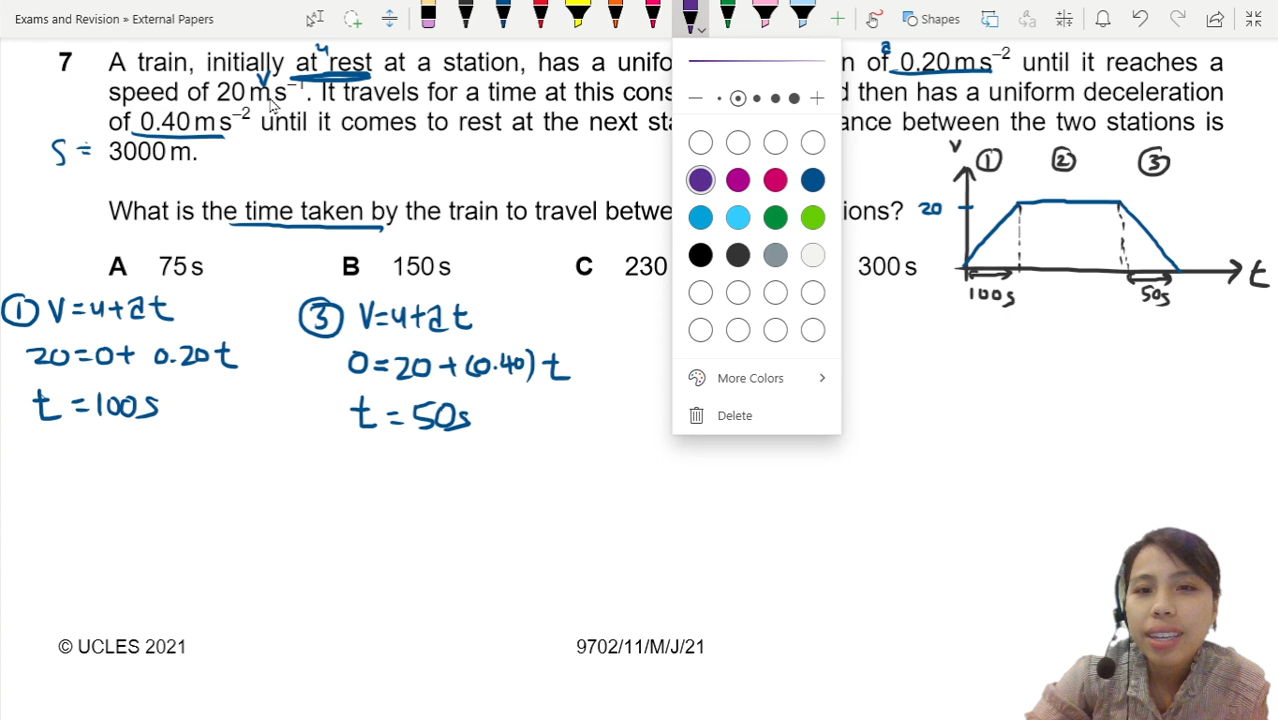 Exams and Revision » External Papers
Shapes
7 A train, initially at rest at a station, has a unifo n of 0.20 m s⁻² until it reaches a
u a
speed of 20 m s⁻¹. It travels for a time at this cons d then has a uniform deceleration
v
of 0.40 m s⁻² until it comes to rest at the next sta ance between the two stations is
S = 3000 m.
What is the time taken by the train to travel betwe ions?
A 75 s B 150 s C 230 300 s
V
① ② ③
20
100s 50s
t
① V=u+at
20=0+ 0.20t
t =100s
③ V=u+at
0=20+(0.40)t
t = 50s
More Colors
Delete
© UCLES 2021 9702/11/M/J/21